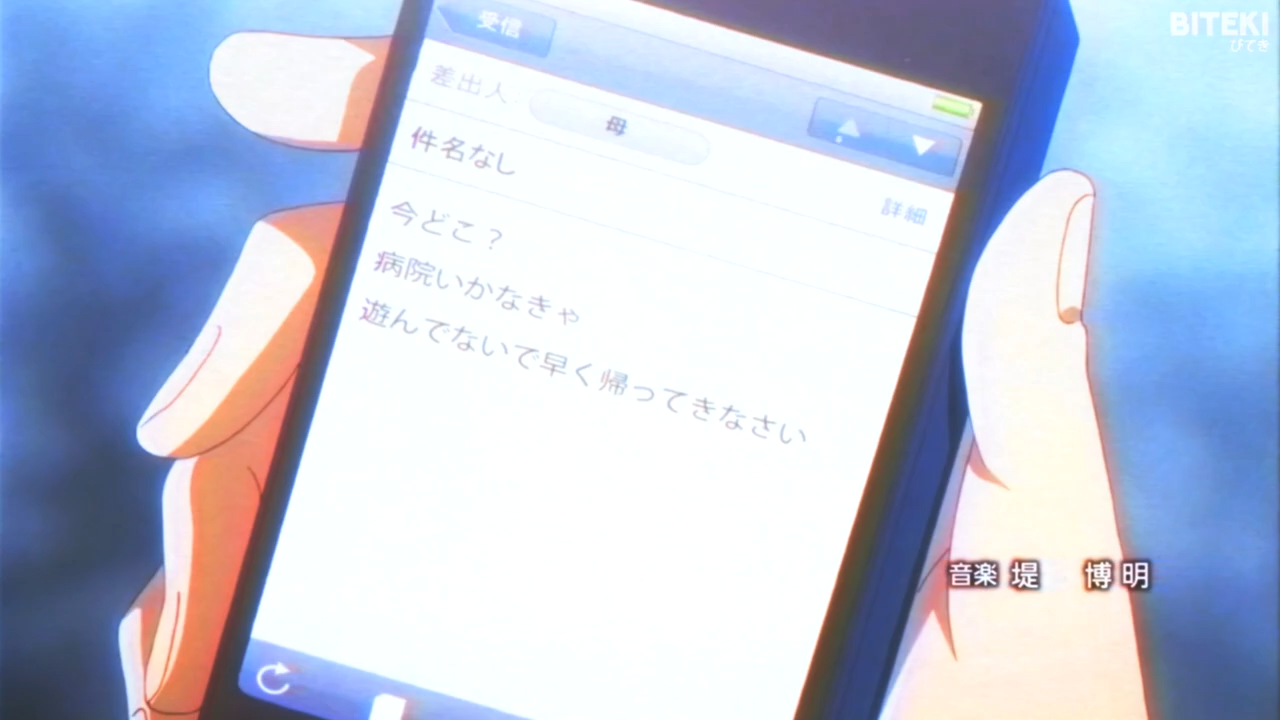 BITEKI
びてき
受信
差出人:
母
件名なし
詳細
今どこ？
病院いかなきゃ
遊んでないで早く帰ってきなさい
音楽 堤 博明